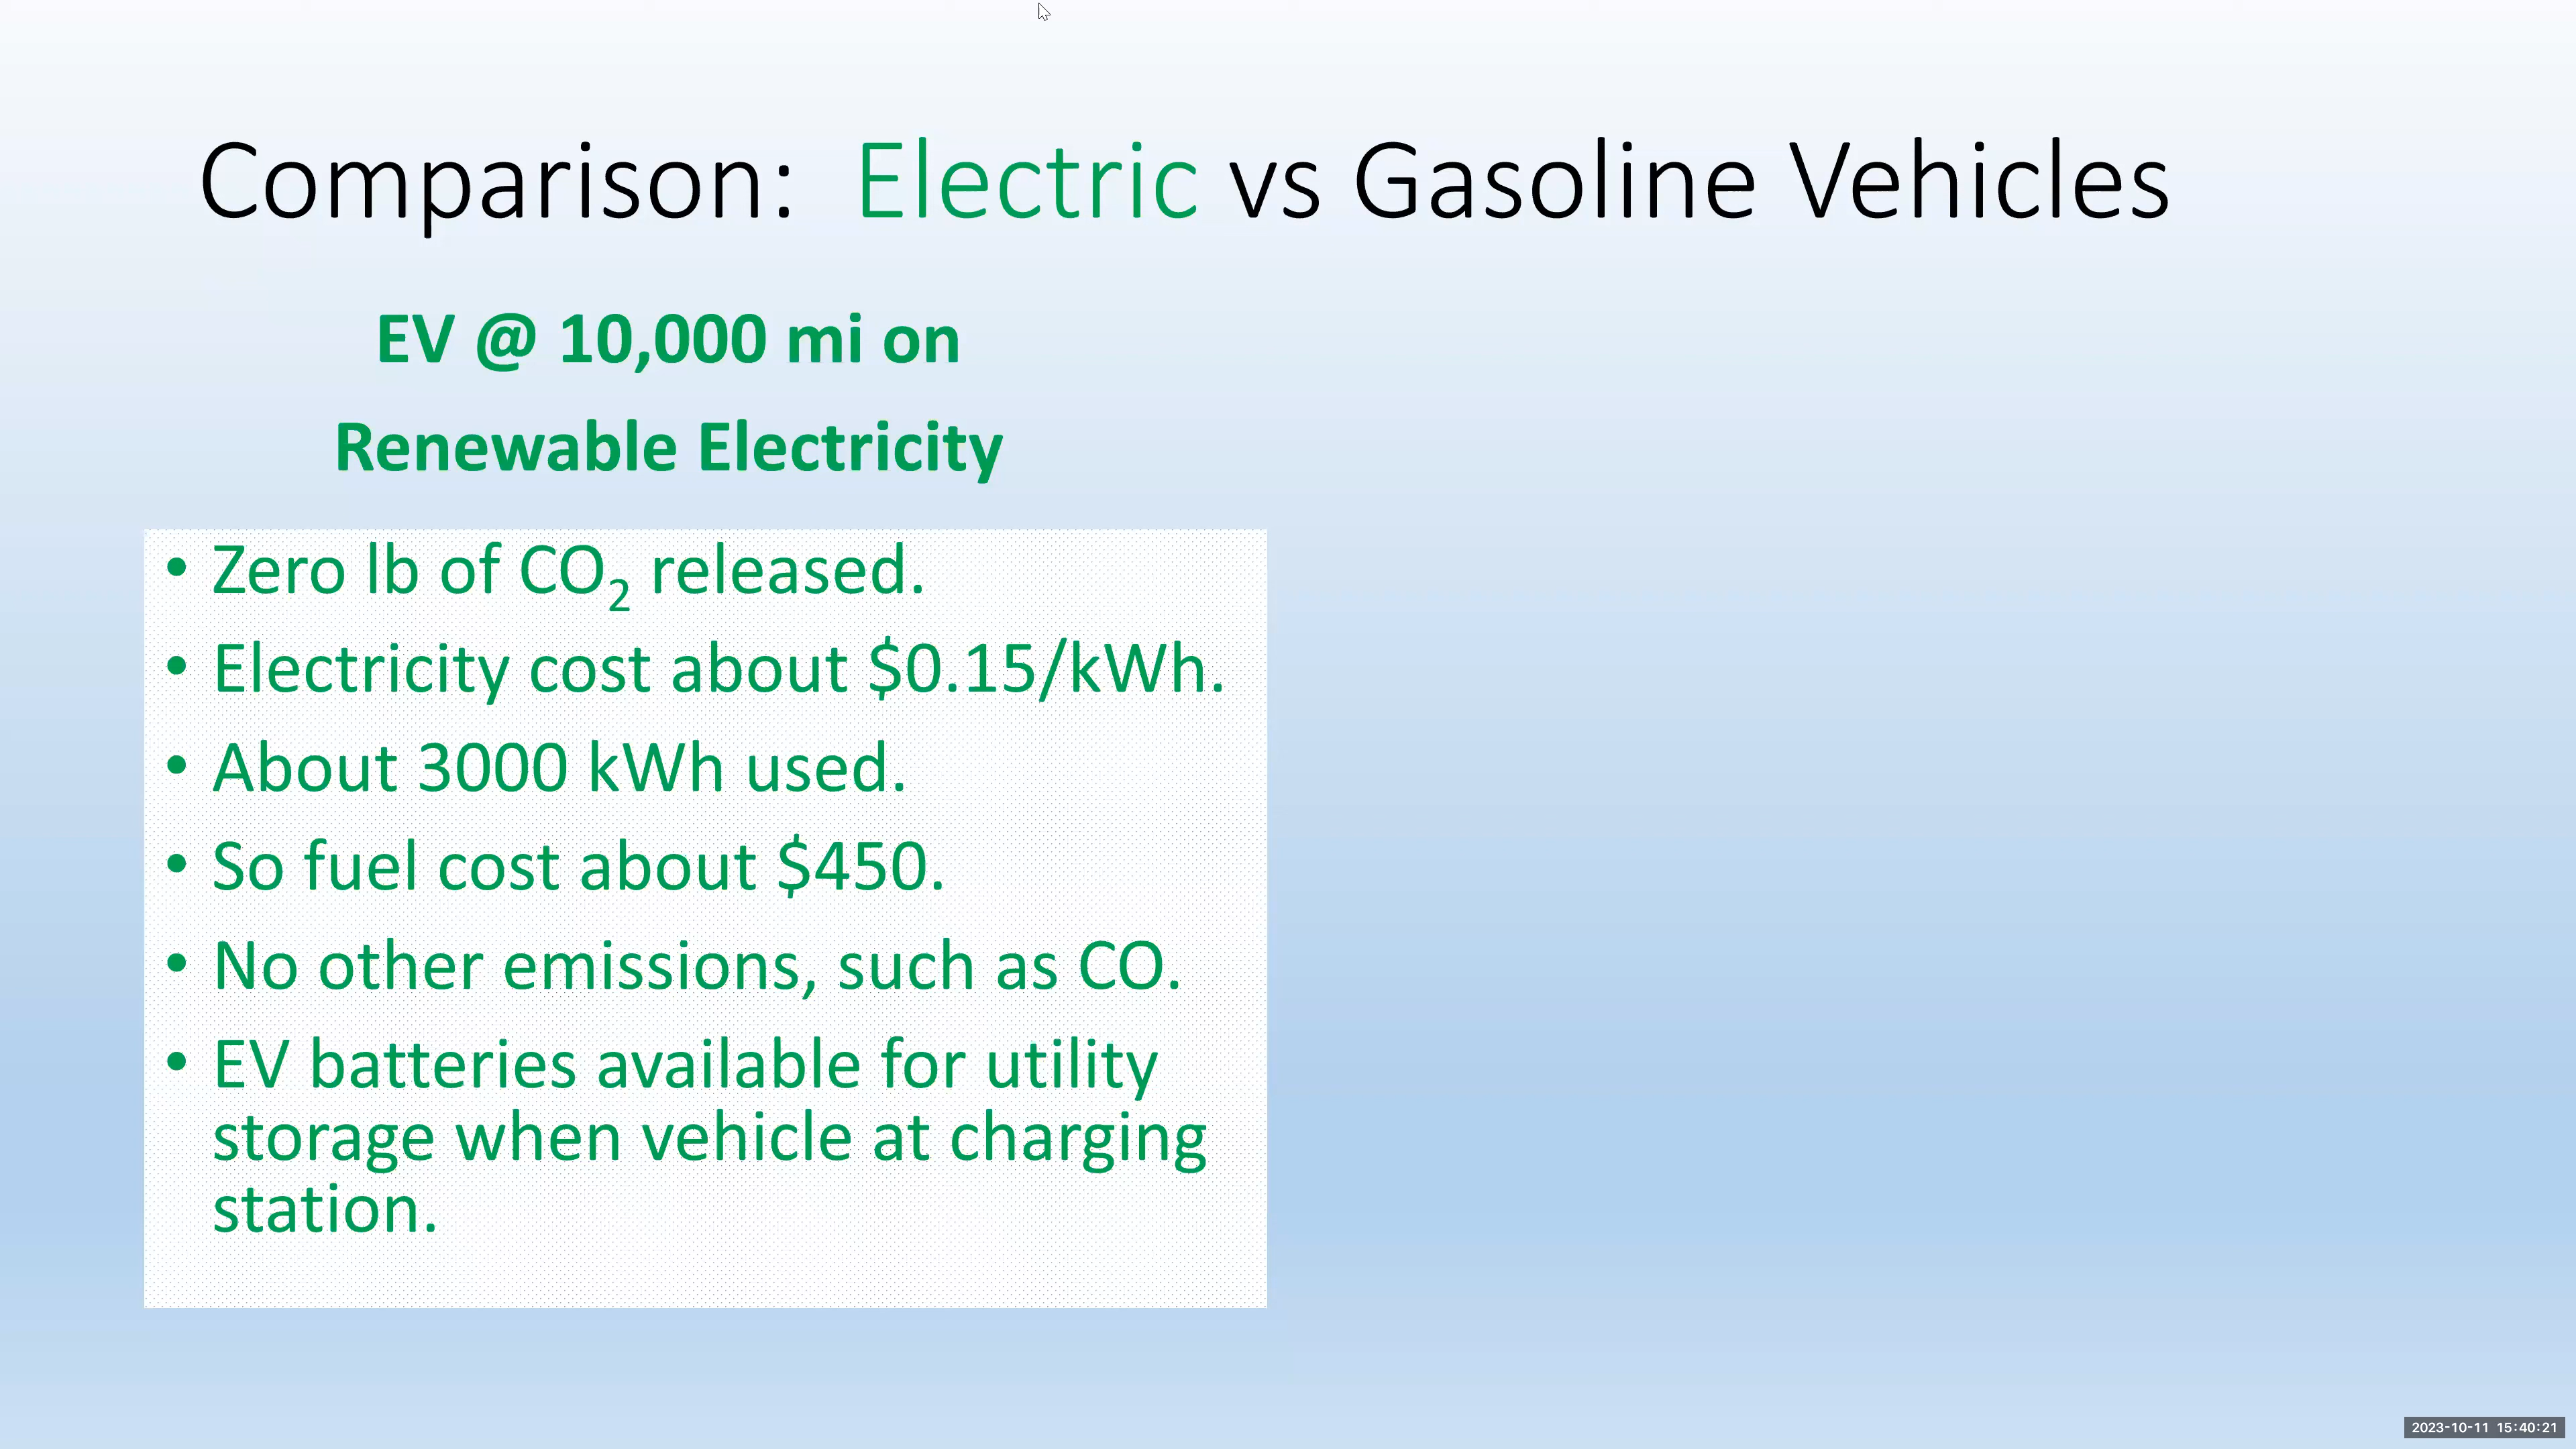 Comparison:  Electric vs Gasoline Vehicles
EV @ 10,000 mi on
Renewable Electricity
• Zero lb of CO₂ released.
• Electricity cost about $0.15/kWh.
• About 3000 kWh used.
• So fuel cost about $450.
• No other emissions, such as CO.
• EV batteries available for utility
storage when vehicle at charging
station.
2023-10-11 15:40:21